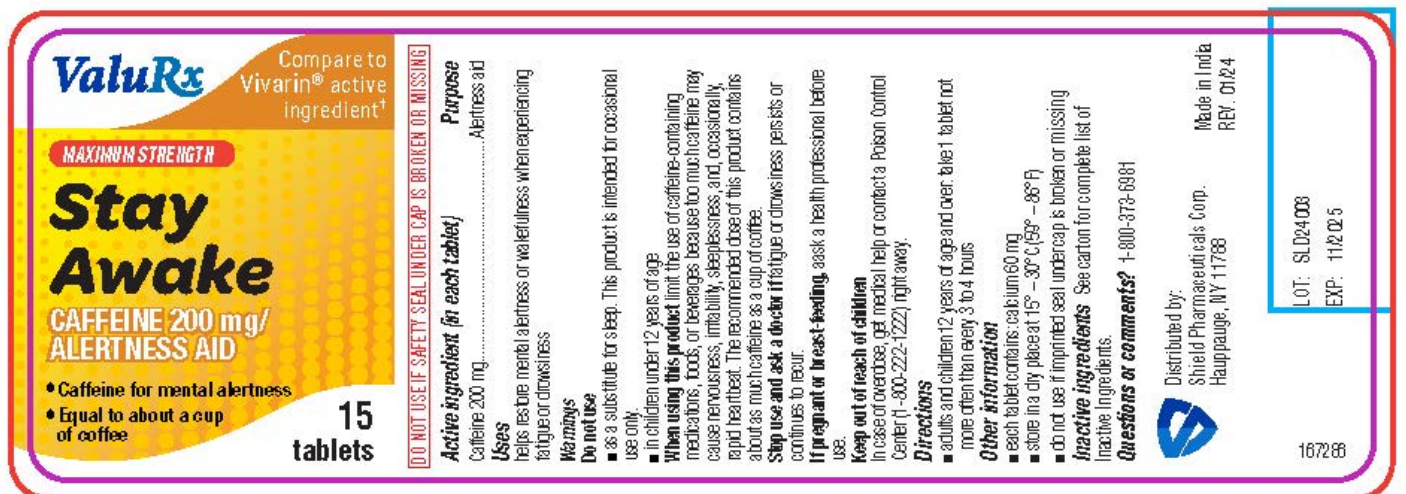 ValuRx
Compare to
Vivarin® active
ingredient†
MAXIMUM STRENGTH
Stay
Awake
CAFFEINE 200 mg/
ALERTNESS AID
• Caffeine for mental alertness
• Equal to about a cup
of coffee
15
tablets
DO NOT USE IF SAFETY SEAL UNDER CAP IS BROKEN OR MISSING
Active ingredient (in each tablet) Purpose
Caffeine 200 mg..............................Alertness aid
Uses
helps restore mental alertness or wakefulness when experiencing
fatigue or drowsiness
Warnings
Do not use
■ as a substitute for sleep. This product is intended for occasional
use only.
■ in children under 12 years of age
When using this product limit the use of caffeine-containing
medications, foods, or beverages because too much caffeine may
cause nervousness, irritability, sleeplessness, and, occasionally,
rapid heartbeat. The recommended dose of this product contains
about as much caffeine as a cup of coffee.
Stop use and ask a doctor if fatigue or drowsiness persists or
continues to recur.
If pregnant or breast-feeding, aask a health professional before
use.
Keep out of reach of children
In case of overdose, get medical help or contact a Poison Control
Center (1-800-222-1222) right away.
Directions
■ adults and children 12 years of age and over: take 1 tablet not
more often than every 3 to 4 hours
Other information
■ each tablet contains: calcium 60 mg
■ store in a dry place at 15° – 30° C (59° – 86° F)
■ do not use if imprinted seal under cap is broken or missing
Inactive ingredients See carton for complete list of
Inactive Ingredients.
Questions or comments? 1-800-373-6981
Distributed by:
Shield Pharmaceuticals Corp.
Hauppauge, NY 11788
Made in India
REV. 01/24
LOT: SLD24003
EXP: 11/2025
167286